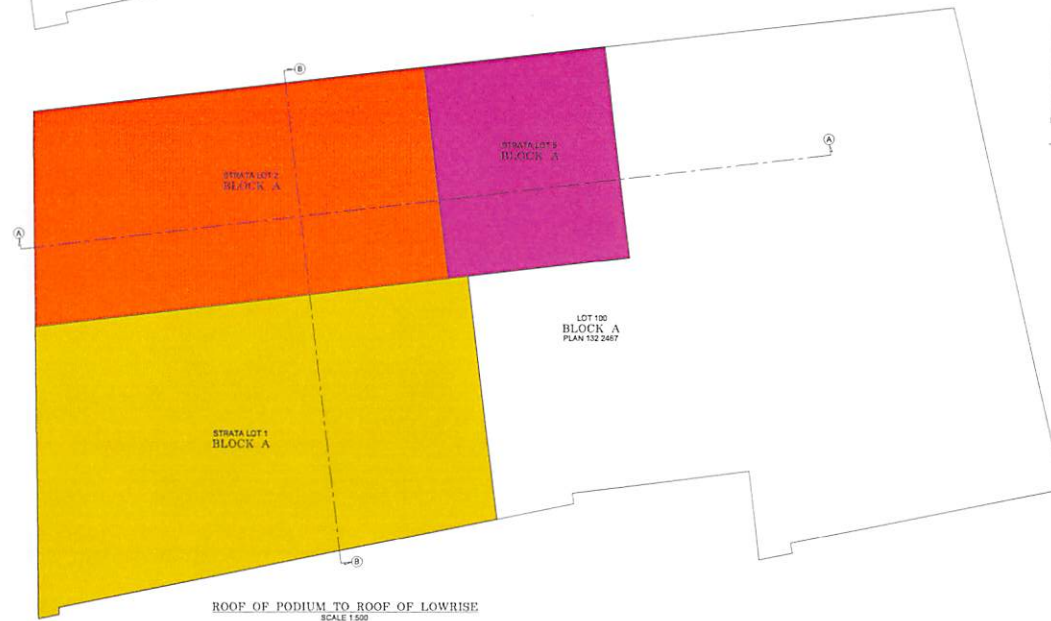 B
A
STRATA LOT 5
BLOCK A
STRATA LOT 2
BLOCK A
A
LOT 100
BLOCK A
PLAN 132 2467
STRATA LOT 1
BLOCK A
B
ROOF OF PODIUM TO ROOF OF LOWRISE
SCALE 1:500